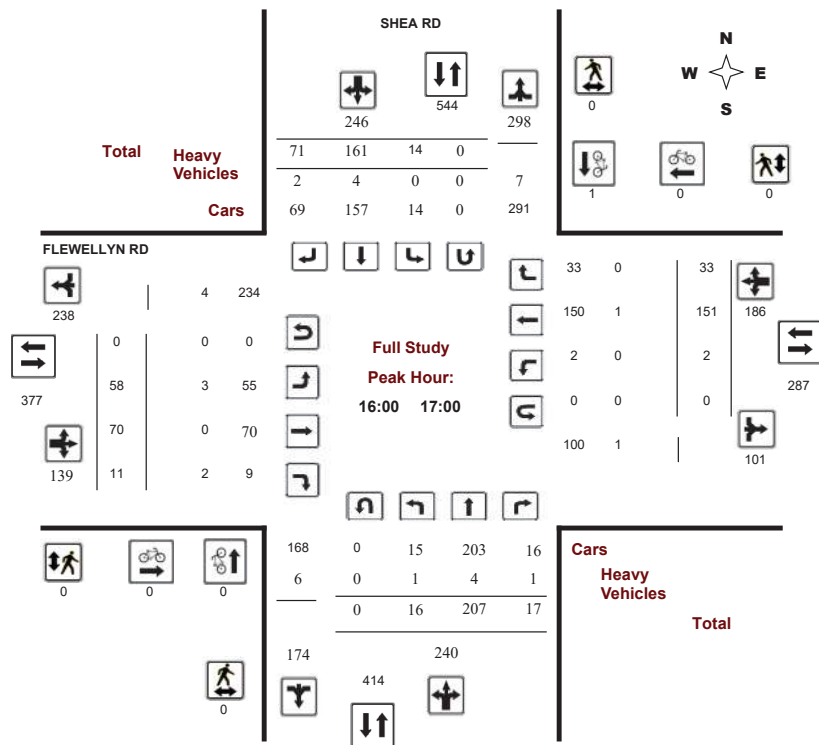 SHEA RD
N
W E
S
544
0
246 298
Total Heavy Vehicles
71 161 14 0
2 4 0 0 7
Cars 69 157 14 0 291
1 0 0
FLEWELLYN RD
33 0 33
4 234
238
150 1 151 186
0 0 0
Full Study
2 0 2
Peak Hour:
377
58 3 55
287
16:00 17:00
0 0 0
70 0 70
100 1
101
139 11 2 9
168 0 15 203 16 Cars
6 0 1 4 1 Heavy Vehicles
0 0 0
0 16 207 17 Total
174 240
414
0